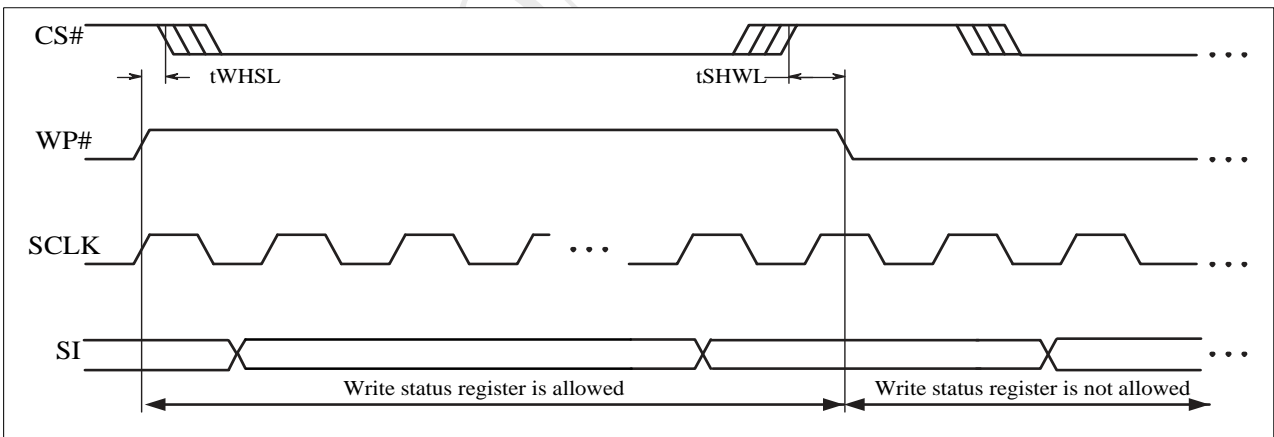 CS#
tWHSL
tSHWL
WP#
SCLK
SI
Write status register is allowed
Write status register is not allowed